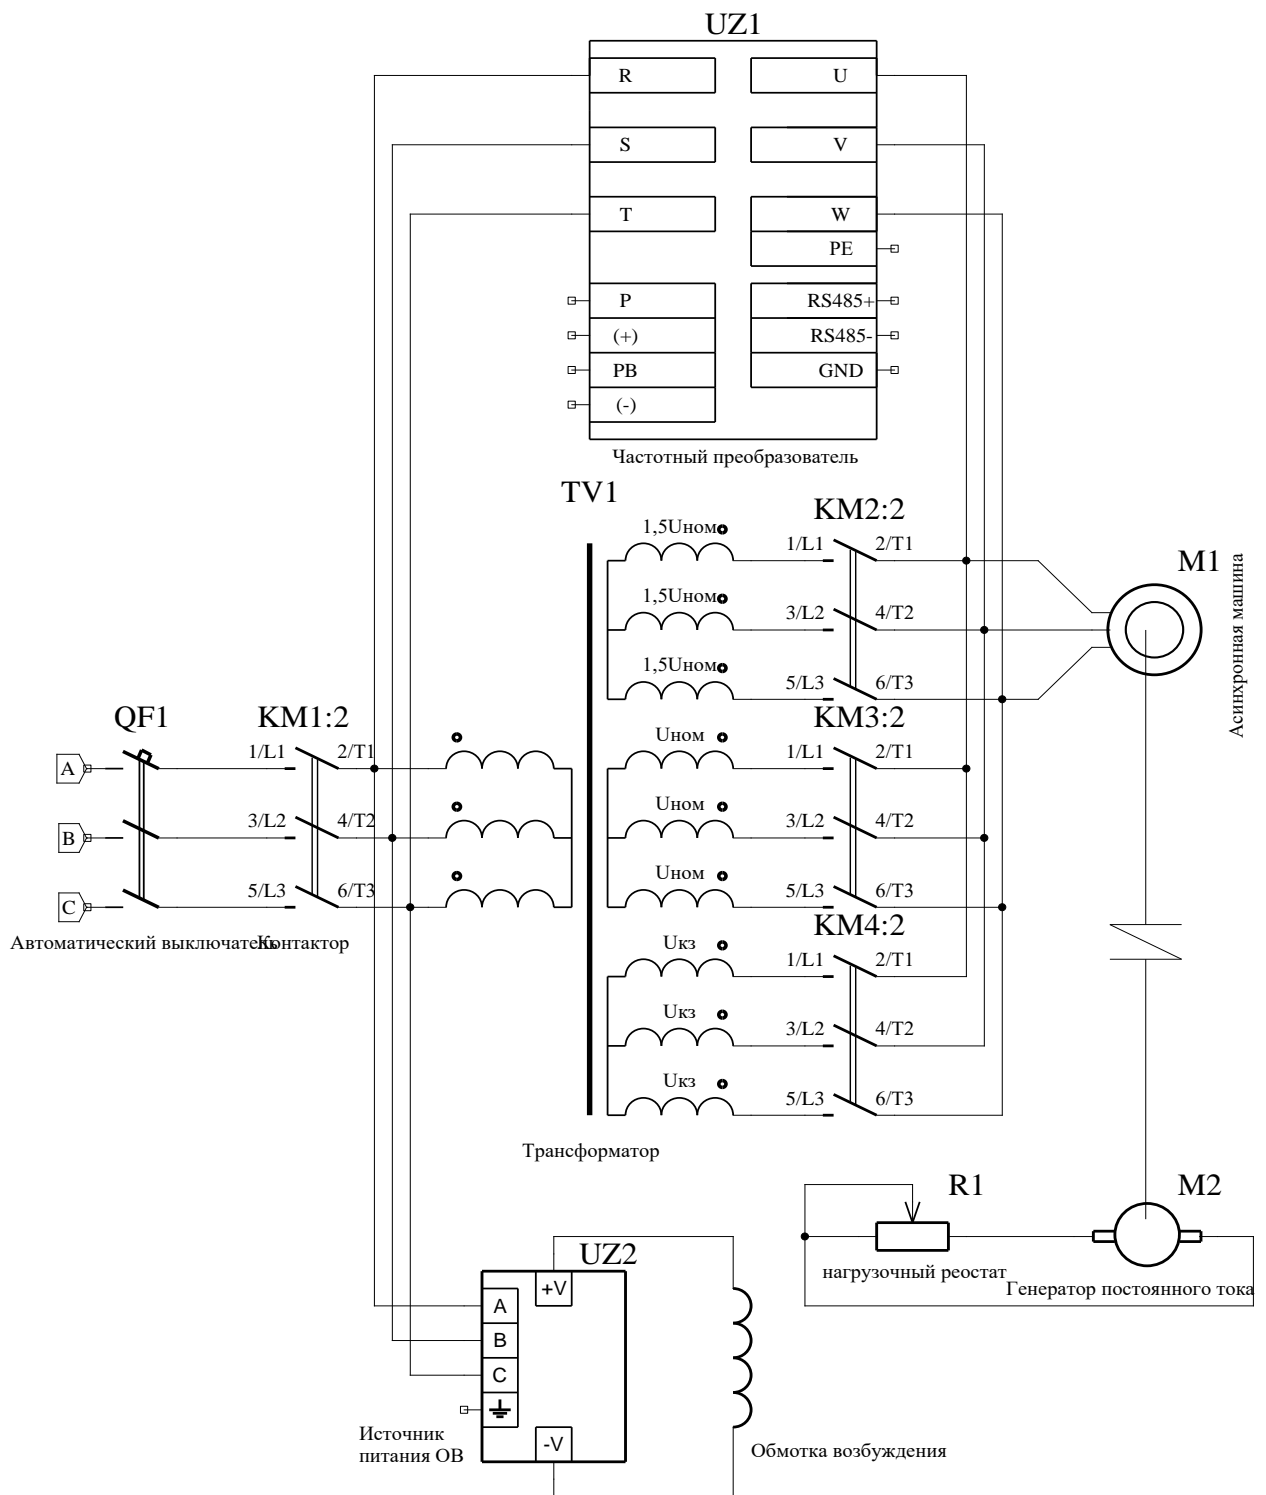 UZ1
R
U
S
V
T
W
PE
P
RS485+
(+)
RS485-
PB
GND
(-)
Частотный преобразователь
TV1
KM2:2
1,5Uном
1/L1
2/T1
M1
Асинхронная машина
1,5Uном
3/L2
4/T2
1,5Uном
5/L3
6/T3
QF1
KM1:2
KM3:2
A
1/L1
2/T1
Uном
1/L1
2/T1
B
3/L2
4/T2
Uном
3/L2
4/T2
C
5/L3
6/T3
Uном
5/L3
6/T3
Автоматический выключатель
Контактор
KM4:2
Uкз
1/L1
2/T1
Uкз
3/L2
4/T2
Uкз
5/L3
6/T3
Трансформатор
R1
M2
нагрузочный реостат
Генератор постоянного тока
UZ2
+V
A
B
C
-V
Источник
питания ОВ
Обмотка возбуждения